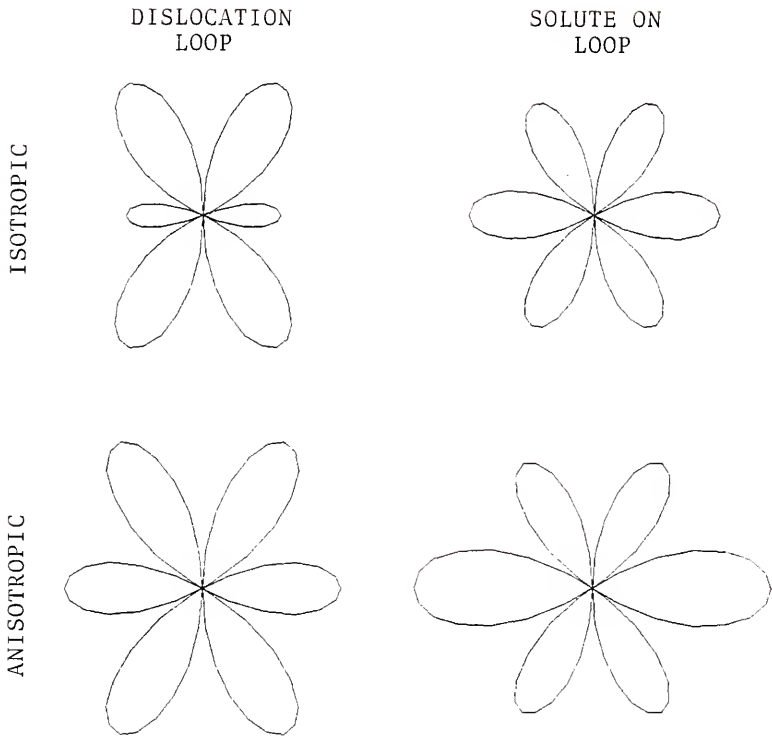 DISLOCATION
LOOP
SOLUTE ON
LOOP
ISOTROPIC
ANISOTROPIC